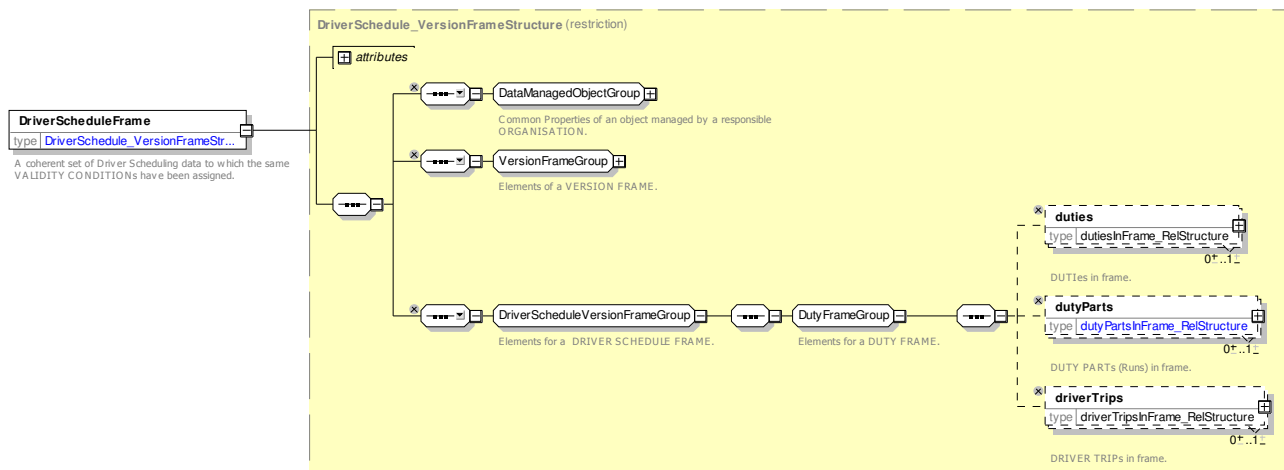 DriverSchedule_VersionFrameStructure (restriction)
attributes
DataManagedObjectGroup
Common Properties of an object managed by a responsible
ORGANISATION.
DriverScheduleFrame
type DriverSchedule_VersionFrameStr...
A coherent set of Driver Scheduling data to which the same
VALIDITY CONDITIONs have been assigned.
VersionFrameGroup
Elements of a VERSION FRAME.
duties
type dutiesInFrame_RelStructure
0..1
DUTIes in frame.
DriverScheduleVersionFrameGroup
Elements for a DRIVER SCHEDULE FRAME.
DutyFrameGroup
Elements for a DUTY FRAME.
dutyParts
type dutyPartsInFrame_RelStructure
0..1
DUTY PARTs (Runs) in frame.
driverTrips
type driverTripsInFrame_RelStructure
0..1
DRIVER TRIPs in frame.